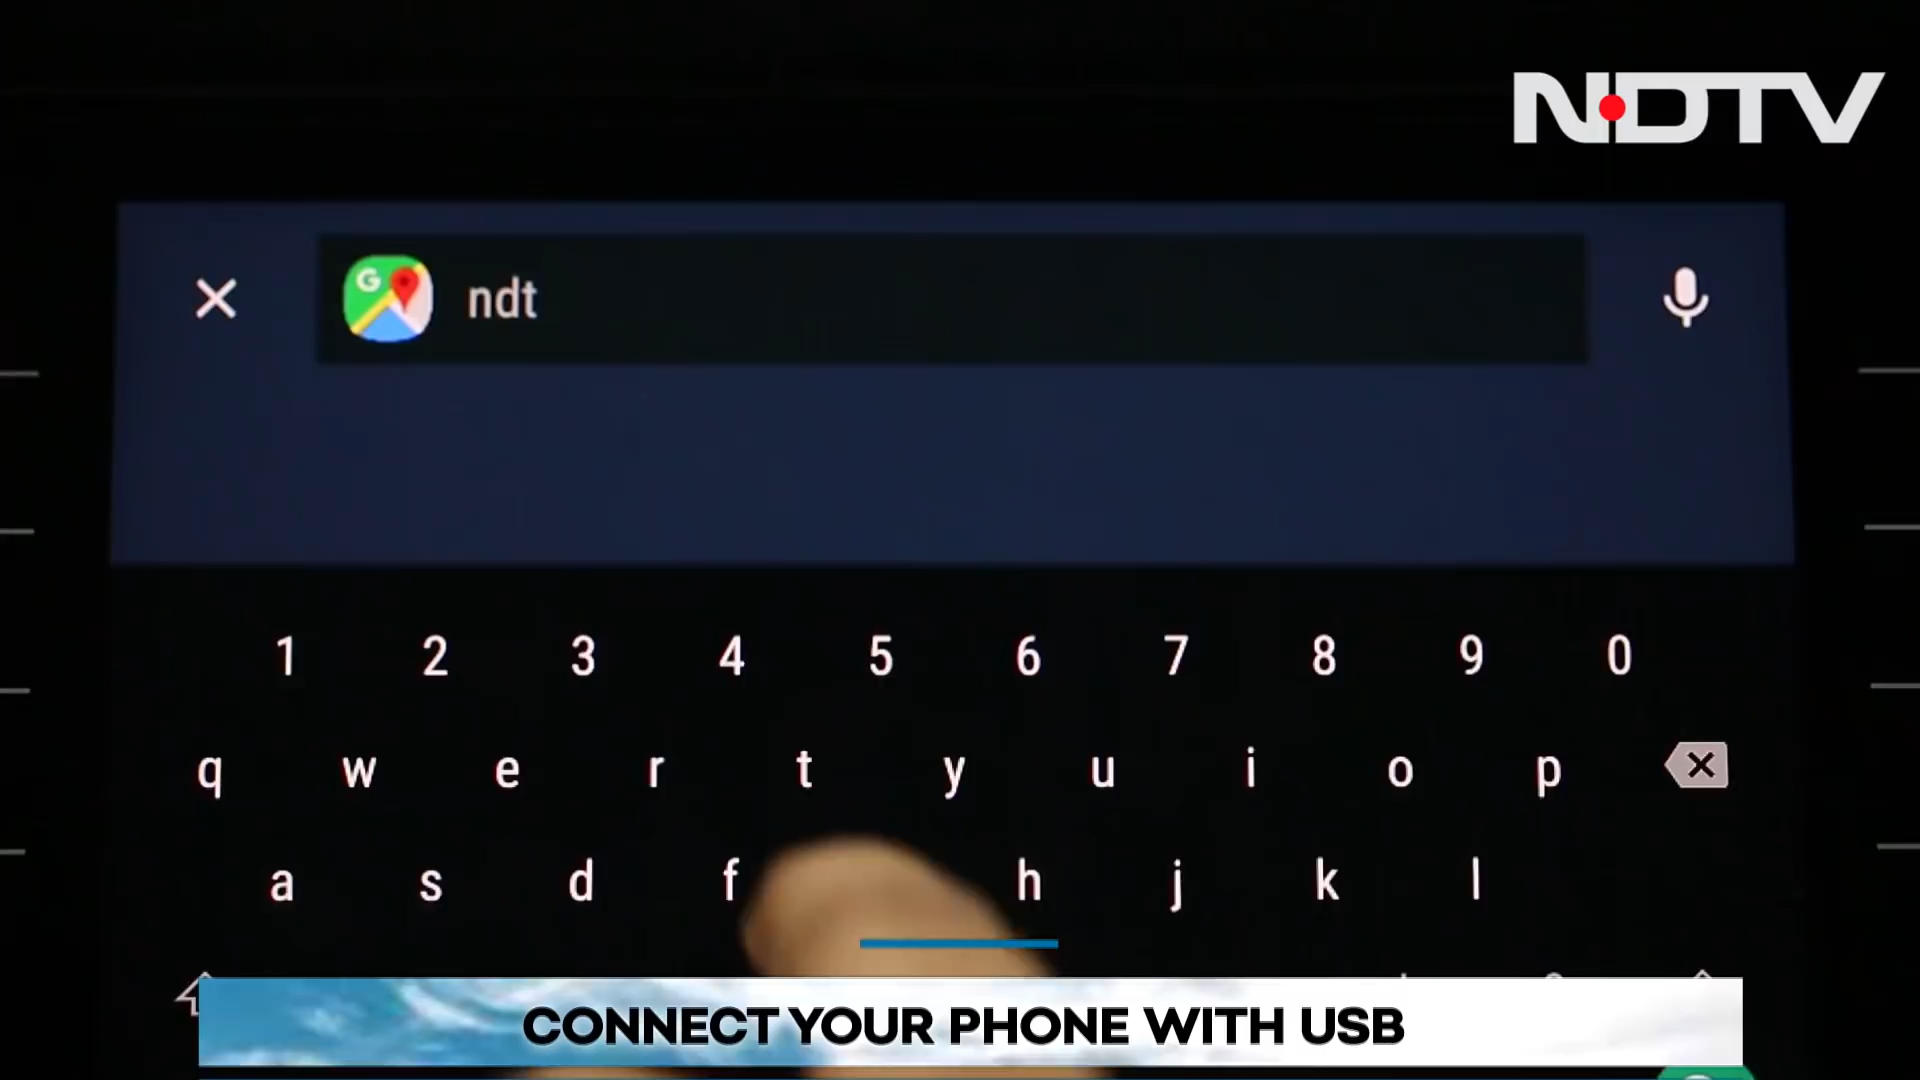 NDTV
G ndt
1 2 3 4 5 6 7 8 9 0
q w e r t y u i o p
a s d f h j k l
CONNECT YOUR PHONE WITH USB